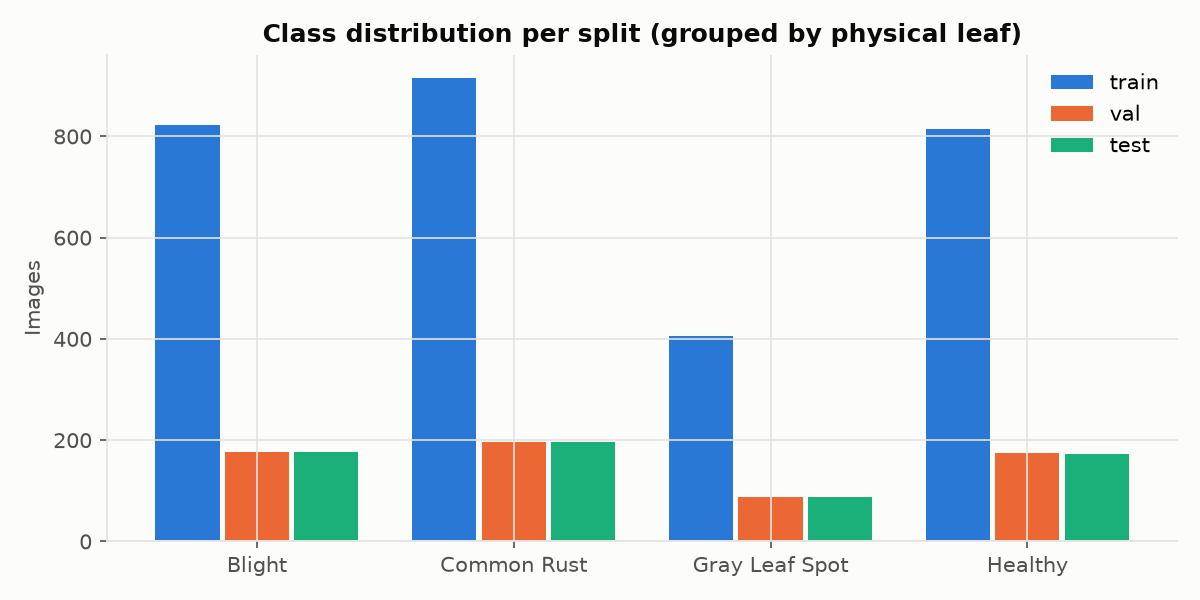 Class distribution per split (grouped by physical leaf)
train
val
test
800
600
400
200
0
Images
Blight
Common Rust
Gray Leaf Spot
Healthy